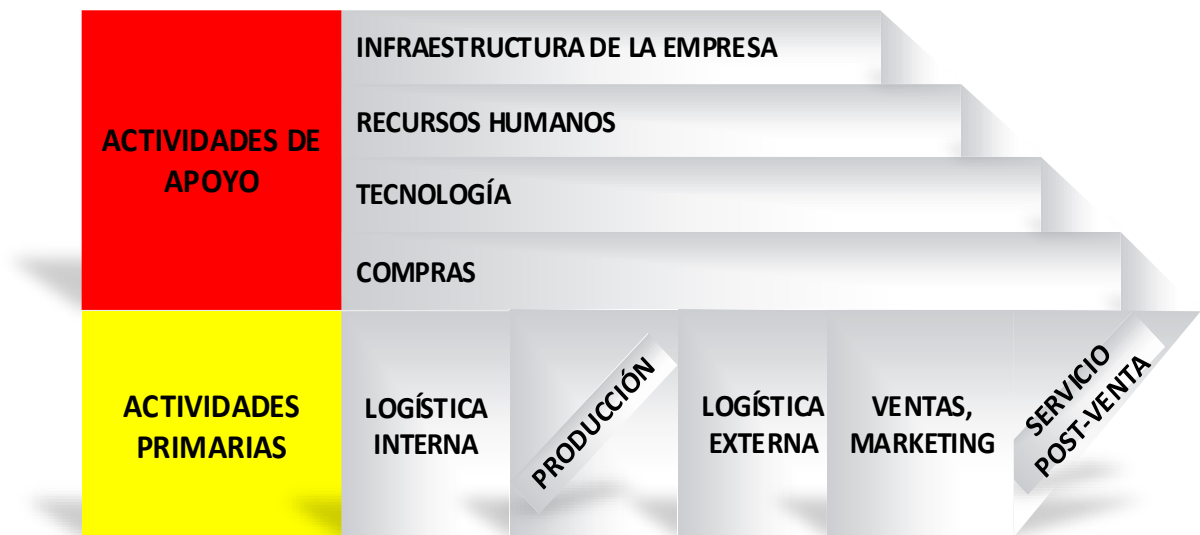 ACTIVIDADES DE
APOYO
INFRAESTRUCTURA DE LA EMPRESA
RECURSOS HUMANOS
TECNOLOGÍA
COMPRAS
ACTIVIDADES
PRIMARIAS
LOGÍSTICA
INTERNA
PRODUCCIÓN
LOGÍSTICA
EXTERNA
VENTAS,
MARKETING
SERVICIO
POST-VENTA